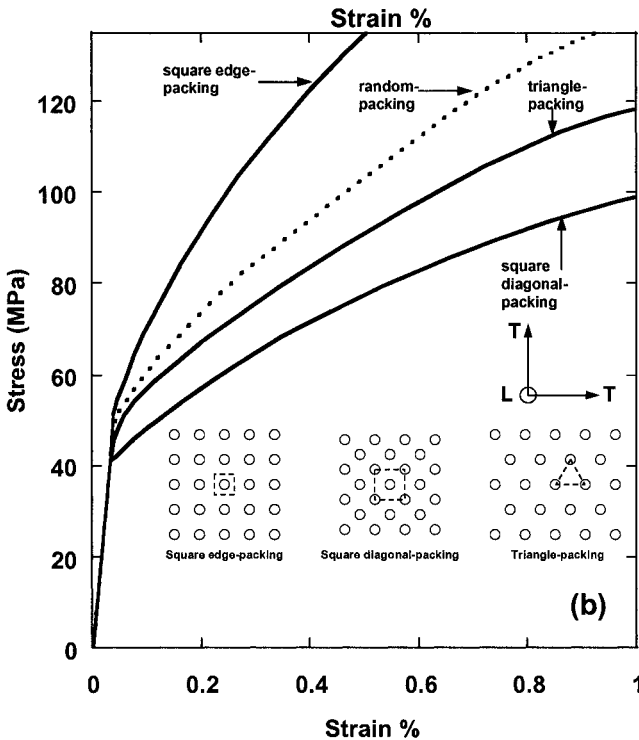 Strain %
square edge-
packing
random-
packing
triangle-
packing
square
diagonal-
packing
Stress (MPa)
120
100
80
60
40
20
0
T
L
T
Square edge-packing
Square diagonal-packing
Triangle-packing
(b)
0
0.2
0.4
0.6
0.8
1
Strain %